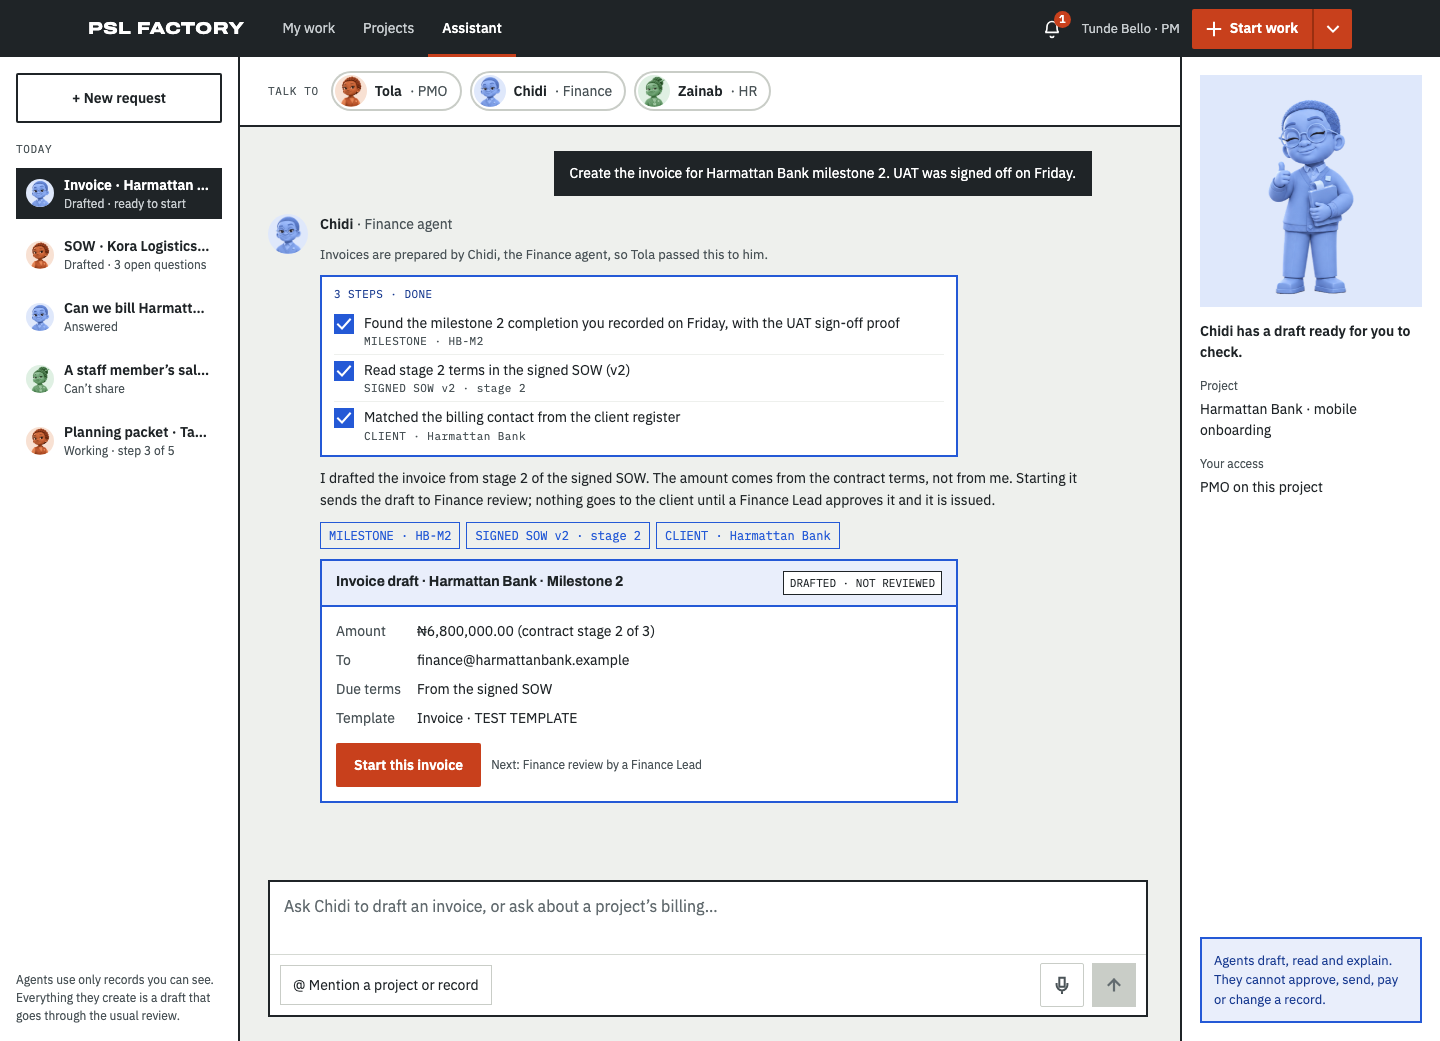 PSL FACTORY
My work
Projects
Assistant
1
Tunde Bello · PM
Start work
+ New request
TODAY
Invoice · Harmattan ...
Drafted · ready to start
SOW · Kora Logistics...
Drafted · 3 open questions
Can we bill Harmatt...
Answered
A staff member’s sal...
Can’t share
Planning packet · Ta...
Working · step 3 of 5
Agents use only records you can see.
Everything they create is a draft that
goes through the usual review.
TALK TO
Tola · PMO
Chidi · Finance
Zainab · HR
Create the invoice for Harmattan Bank milestone 2. UAT was signed off on Friday.
Chidi · Finance agent
Invoices are prepared by Chidi, the Finance agent, so Tola passed this to him.
3 STEPS · DONE
Found the milestone 2 completion you recorded on Friday, with the UAT sign-off proof
MILESTONE · HB-M2
Read stage 2 terms in the signed SOW (v2)
SIGNED SOW v2 · stage 2
Matched the billing contact from the client register
CLIENT · Harmattan Bank
I drafted the invoice from stage 2 of the signed SOW. The amount comes from the contract terms, not from me. Starting it
sends the draft to Finance review; nothing goes to the client until a Finance Lead approves it and it is issued.
MILESTONE · HB-M2
SIGNED SOW v2 · stage 2
CLIENT · Harmattan Bank
Invoice draft · Harmattan Bank · Milestone 2
DRAFTED · NOT REVIEWED
Amount ₦6,800,000.00 (contract stage 2 of 3)
To finance@harmattanbank.example
Due terms From the signed SOW
Template Invoice · TEST TEMPLATE
Start this invoice
Next: Finance review by a Finance Lead
Ask Chidi to draft an invoice, or ask about a project’s billing...
@ Mention a project or record
Chidi has a draft ready for you to
check.
Project
Harmattan Bank · mobile
onboarding
Your access
PMO on this project
Agents draft, read and explain.
They cannot approve, send, pay
or change a record.